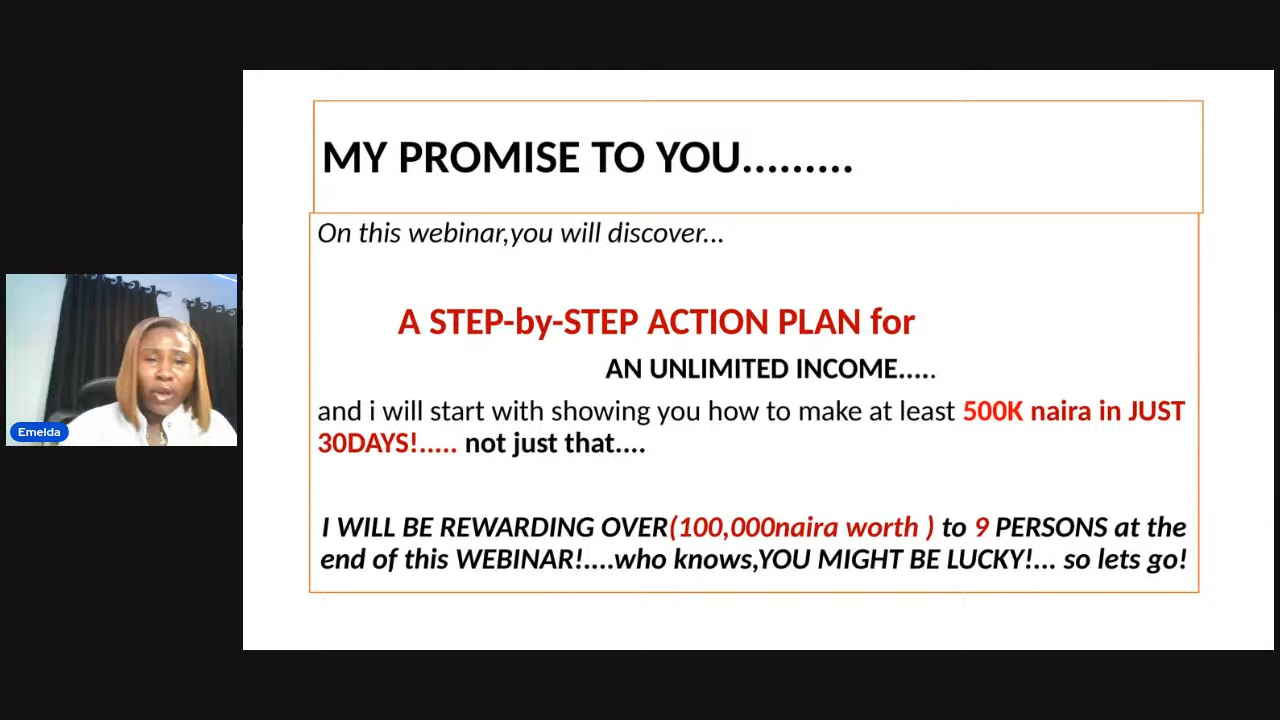 MY PROMISE TO YOU.........
On this webinar,you will discover...
A STEP-by-STEP ACTION PLAN for
AN UNLIMITED INCOME.....
and i will start with showing you how to make at least 500K naira in JUST
30DAYS!..... not just that....
I WILL BE REWARDING OVER(100,000naira worth ) to 9 PERSONS at the
end of this WEBINAR!....who knows,YOU MIGHT BE LUCKY!... so lets go!
Emelda